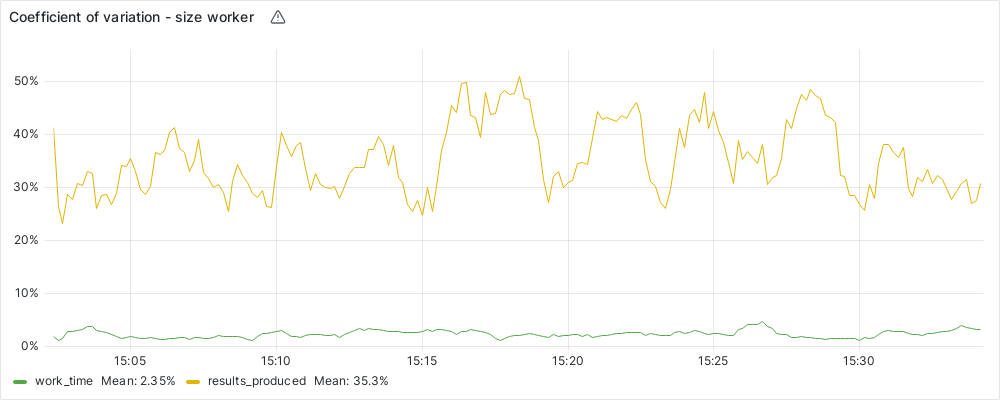 Coefficient of variation - size worker
50%
40%
30%
20%
10%
0%
15:05 15:10 15:15 15:20 15:25 15:30
work_time Mean: 2.35% results_produced Mean: 35.3%